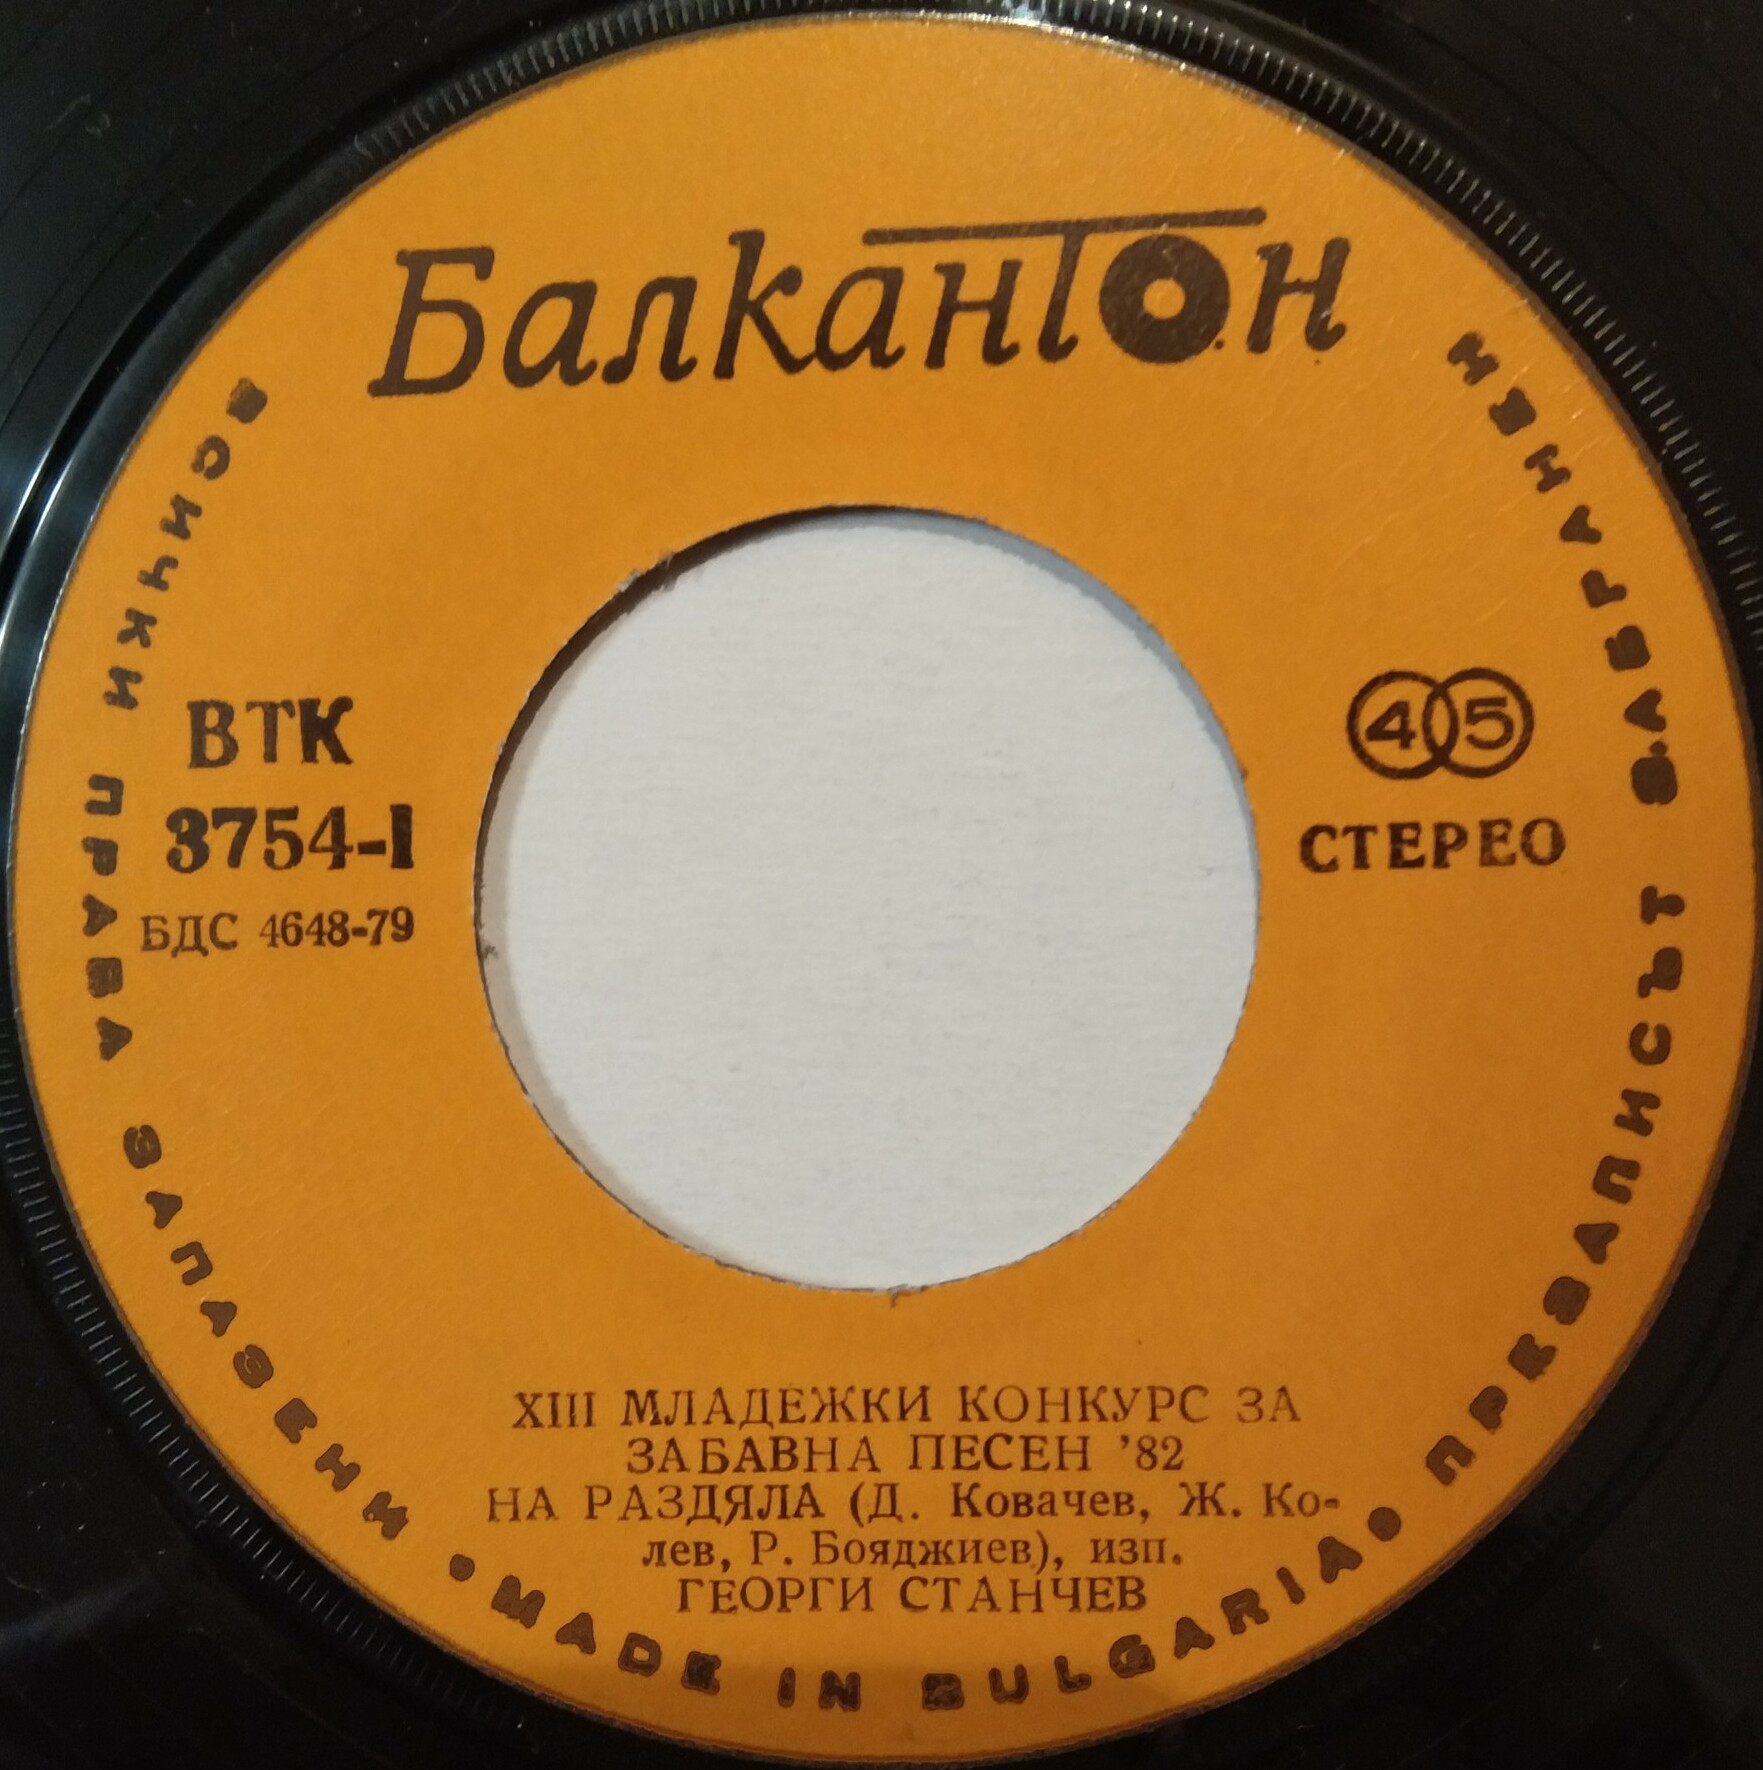 Балкантон
ВТК
3754-I
БДС 4648-79
45
СТЕРЕО
XIII МЛАДЕЖКИ КОНКУРС ЗА
ЗАБАВНА ПЕСЕН '82
НА РАЗДЯЛА (Д. Ковачев, Ж. Ко-
лев, Р. Бояджиев), изп.
ГЕОРГИ СТАНЧЕВ
ВСИЧКИ ПРАВА ЗАПАЗЕНИ • MADE IN BULGARIA • ПРЕЗАПИСЪТ ЗАБРАНЕН